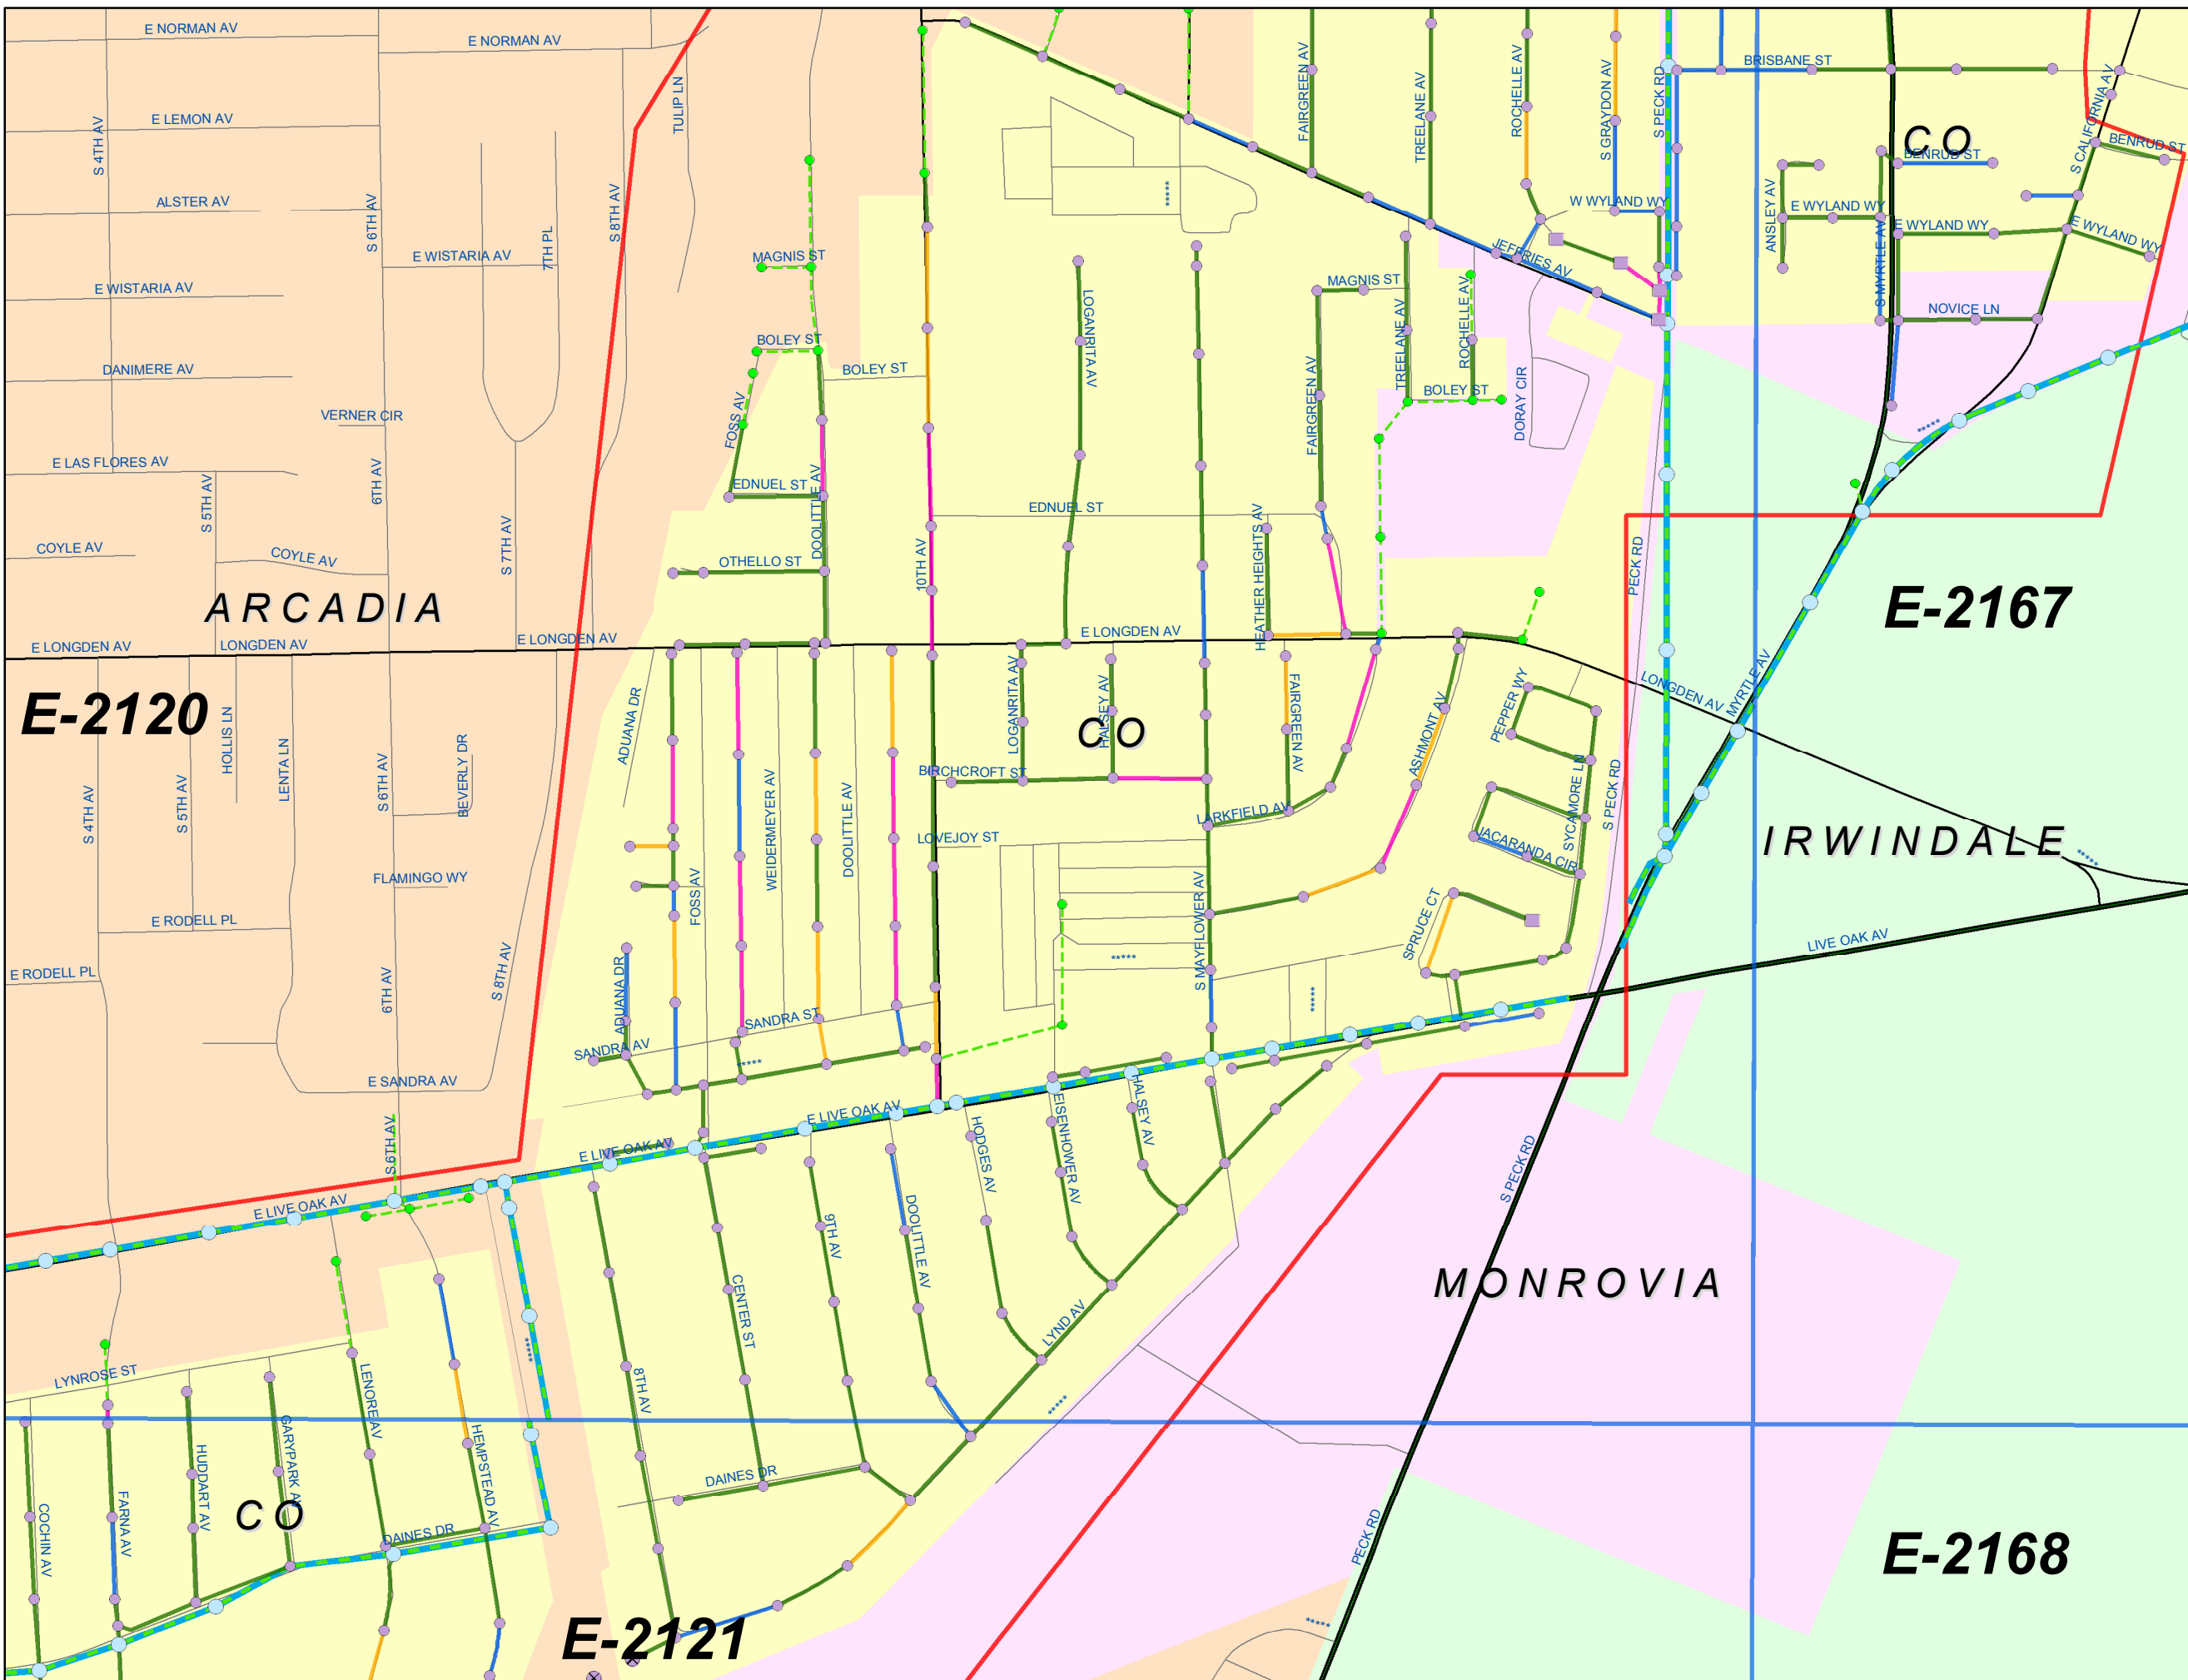 E NORMAN AV
E NORMAN AV
TULIP LN
FAIRGREEN AV
TREELANE AV
ROCHELLE AV
S GRAYDON AV
S PECK RD
BRISBANE ST
S CALIFORNIA AV
E LEMON AV
S 4TH AV
CO
BENRUD ST
BENRUD ST
ALSTER AV
S 6TH AV
S 8TH AV
7TH PL
*****
W WYLAND WY
ANSLEY AV
E WYLAND WY
E WYLAND WY
E WYLAND WY
E WISTARIA AV
MAGNIS ST
JEFFRIES AV
S MYRTLE AV
E WISTARIA AV
MAGNIS ST
ROCHELLE AV
NOVICE LN
LOGANRITA AV
TREELANE AV
BOLEY ST
BOLEY ST
DANIMERE AV
BOLEY ST
DORAY CIR
VERNER CIR
FOSS AV
FAIRGREEN AV
*****
E LAS FLORES AV
6TH AV
EDNUEL ST
DOOLITTLE AV
S 5TH AV
EDNUEL ST
S 7TH AV
COYLE AV
COYLE AV
OTHELLO ST
10TH AV
HEATHER HEIGHTS AV
PECK RD
ARCADIA
E-2167
E LONGDEN AV
LONGDEN AV
E LONGDEN AV
E LONGDEN AV
LONGDEN AV
MYRTLE AV
E-2120
HOLLIS LN
ADUANA DR
LOGANRITA AV
HALSEY AV
CO
FAIRGREEN AV
ASHMONT AV
PEPPER WY
LENTA LN
S 6TH AV
BEVERLY DR
BIRCHCROFT ST
S 4TH AV
S 5TH AV
WEIDERMEYER AV
DOOLITTLE AV
LARKFIELD AV
SYCAMORE LN
S PECK RD
LOVEJOY ST
JACARANDA CIR
IRWINDALE
*****
FLAMINGO WY
FOSS AV
S MAYFLOWER AV
SPRUCE CT
E RODELL PL
LIVE OAK AV
E RODELL PL
6TH AV
S 8TH AV
ADUANA DR
*****
*****
SANDRA ST
SANDRA AV
*****
E SANDRA AV
E LIVE OAK AV
S 6TH AV
E LIVE OAK AV
HODGES AV
EISENHOWER AV
HALSEY AV
S PECK RD
E LIVE OAK AV
9TH AV
DOOLITTLE AV
CENTER ST
MONROVIA
*****
LYND AV
LYNROSE ST
LENORE AV
8TH AV
*****
HUDDART AV
GARYPARK AV
HEMPSTEAD AV
DAINES DR
CO
COCHIN AV
FARNA AV
DAINES DR
PECK RD
E-2168
E-2121
*****